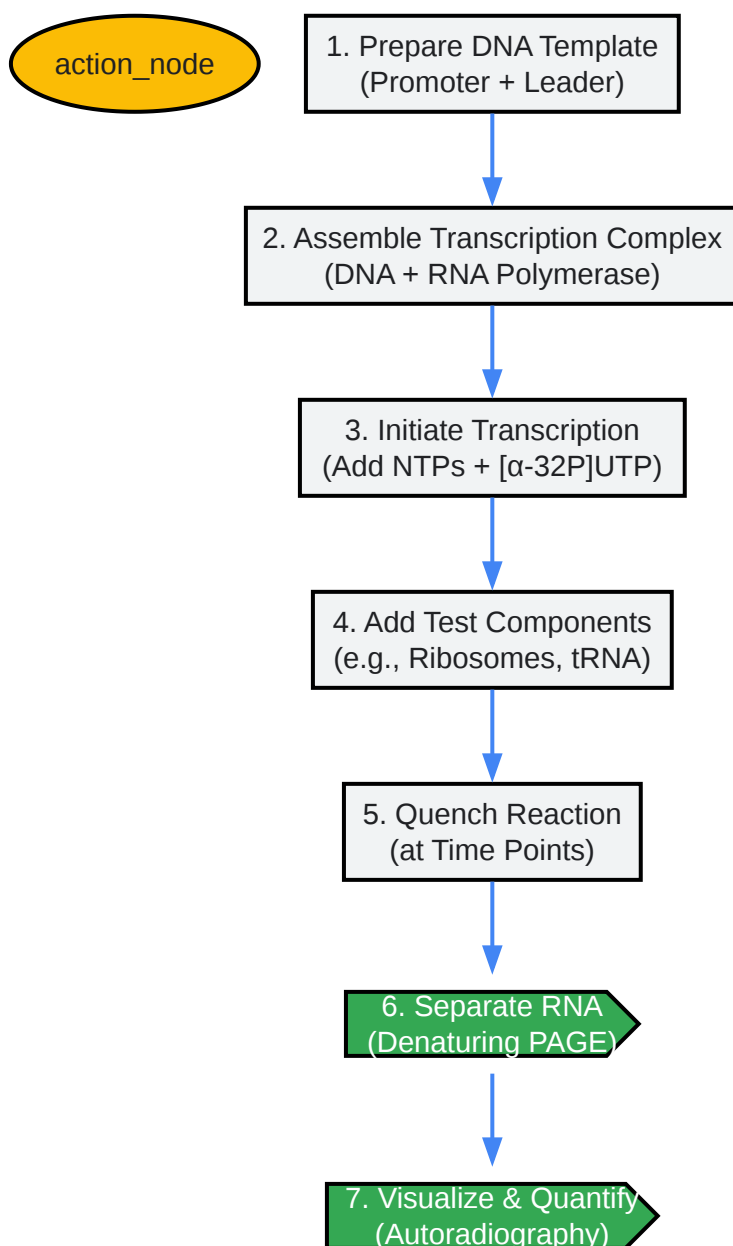 action_node
1. Prepare DNA Template
(Promoter + Leader)
2. Assemble Transcription Complex
(DNA + RNA Polymerase)
3. Initiate Transcription
(Add NTPs + [α-32P]UTP)
4. Add Test Components
(e.g., Ribosomes, tRNA)
5. Quench Reaction
(at Time Points)
6. Separate RNA
(Denaturing PAGE)
7. Visualize & Quantify
(Autoradiography)